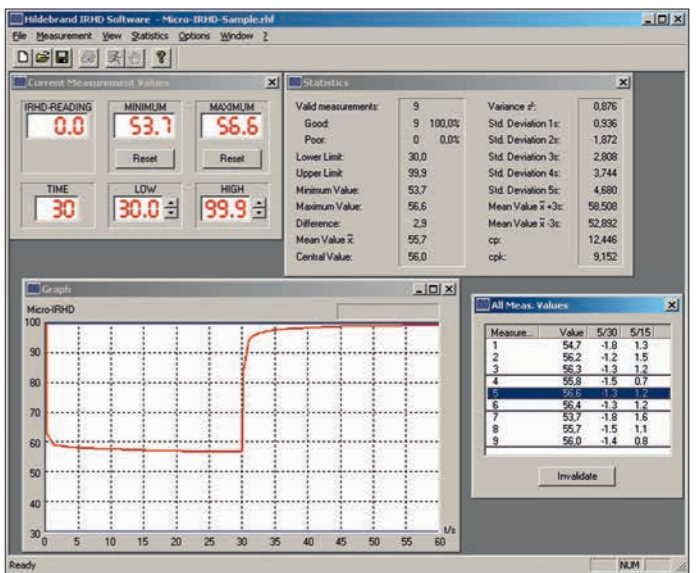 Hildebrand IRHD Software - Micro-IRHD-Sample.rhf
File Measurement View Statistics Options Window ?
Current Measurement Values
IRHD-READING MINIMUM MAXIMUM
0.0 53.7 56.6
Reset Reset
TIME LOW HIGH
30 30.0 99.9
Statistics
Valid measurements: 9 Variance s²: 0,876
Good: 9 100,0% Std. Deviation 1s: 0,936
Poor: 0 0,0% Std. Deviation 2s: 1,872
Lower Limit: 30,0 Std. Deviation 3s: 2,808
Upper Limit: 99,9 Std. Deviation 4s: 3,744
Minimum Value: 53,7 Std. Deviation 5s: 4,680
Maximum Value: 56,6 Mean Value x̅ +3s: 58,508
Difference: 2,9 Mean Value x̅ -3s: 52,892
Mean Value x̅: 55,7 cp: 12,446
Central Value: 56,0 cpk: 9,152
Graph
Micro-IRHD
100
90
80
70
60
50
40
30
0 5 10 15 20 25 30 35 40 45 50 55 60
t/s
All Meas. Values
Measure... Value 5/30 5/15
1 54,7 -1.8 1.3
2 56,2 -1.2 1.5
3 56,3 -1.3 1.2
4 55,8 -1.5 0.7
5 56,6 -1.3 1.2
6 56,4 -1.3 1.2
7 53,7 -1.8 1.6
8 55,7 -1.5 1.1
9 56,0 -1.4 0.8
Invalidate
Ready NUM